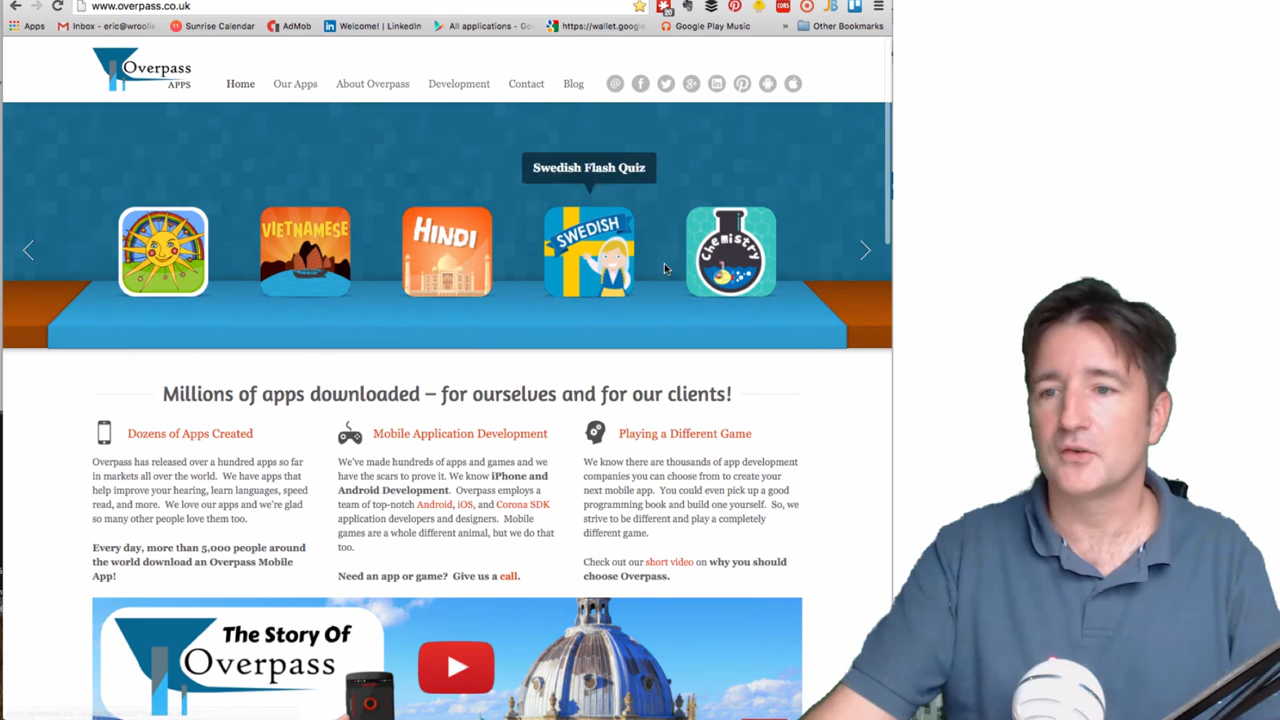 www.overpass.co.uk
Apps Inbox - eric@wroolie Sunrise Calendar AdMob Welcome! | LinkedIn All applications - Go https://wallet.google Google Play Music » Other Bookmarks
20
CORS
JB
Overpass
APPS
Home Our Apps About Overpass Development Contact Blog
Swedish Flash Quiz
VIETNAMESE
HINDI
SWEDISH
Chemistry
Millions of apps downloaded – for ourselves and for our clients!
Dozens of Apps Created
Overpass has released over a hundred apps so far
in markets all over the world. We have apps that
help improve your hearing, learn languages, speed
read, and more. We love our apps and we're glad
so many other people love them too.
Every day, more than 5,000 people around
the world download an Overpass Mobile
App!
Mobile Application Development
We've made hundreds of apps and games and we
have the scars to prove it. We know iPhone and
Android Development. Overpass employs a
team of top-notch Android, iOS, and Corona SDK
application developers and designers. Mobile
games are a whole different animal, but we do that
too.
Need an app or game? Give us a call.
Playing a Different Game
We know there are thousands of app development
companies you can choose from to create your
next mobile app. You could even pick up a good
programming book and build one yourself. So, we
strive to be different and play a completely
different game.
Check out our short video on why you should
choose Overpass.
The Story Of
Overpass